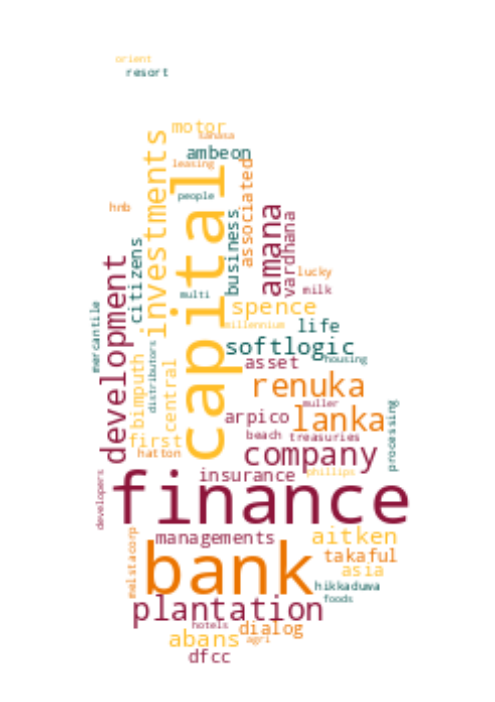 orient
resort
motor
sanasa
ambeon
leasing
people
hnb
investments
capital
associated
business
amana
vardhana
citizens
development
lucky
milk
multi
mercantile
spence
millennium
life
softlogic
housing
distributors
bimputh
central
asset
renuka
muller
arpico
lanka
processing
first
beach
treasuries
hatton
company
insurance
phillips
developers
finance
managements
aitken
melstacorp
bank
takaful
asia
hikkaduwa
foods
plantation
hotels
dialog
abans
agri
dfcc